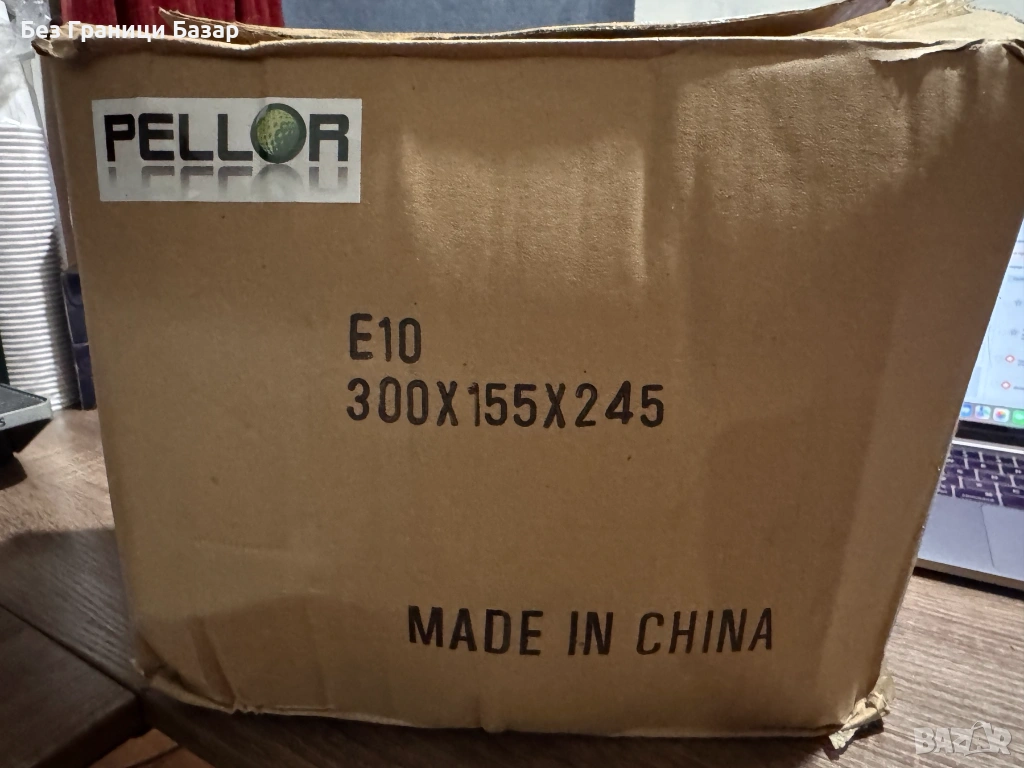 Без Граници Базар
PELLOR
E10
300X155X245
MADE IN CHINA
BAZAR